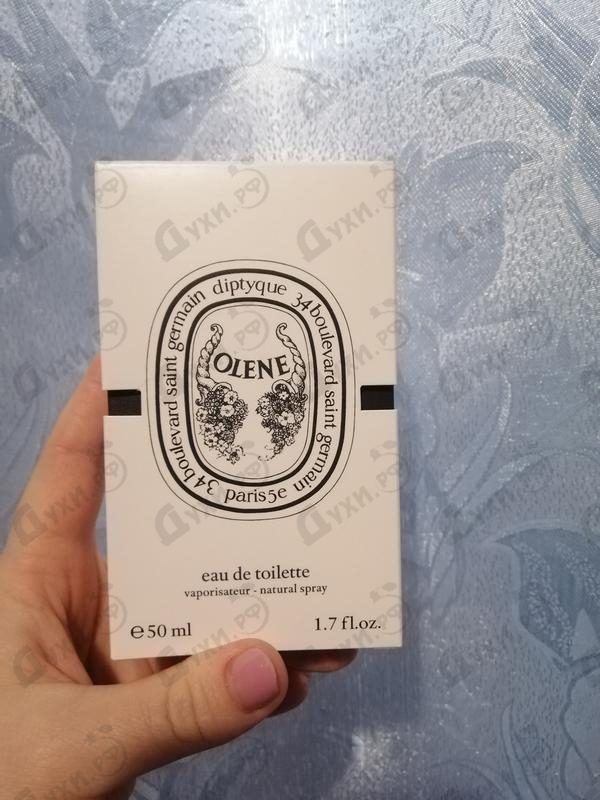 34 boulevard saint germain diptyque 34 boulevard saint germain paris 5e
OLENE
eau de toilette
vaporisateur - natural spray
e 50 ml
1.7 fl.oz.
Духи.рф